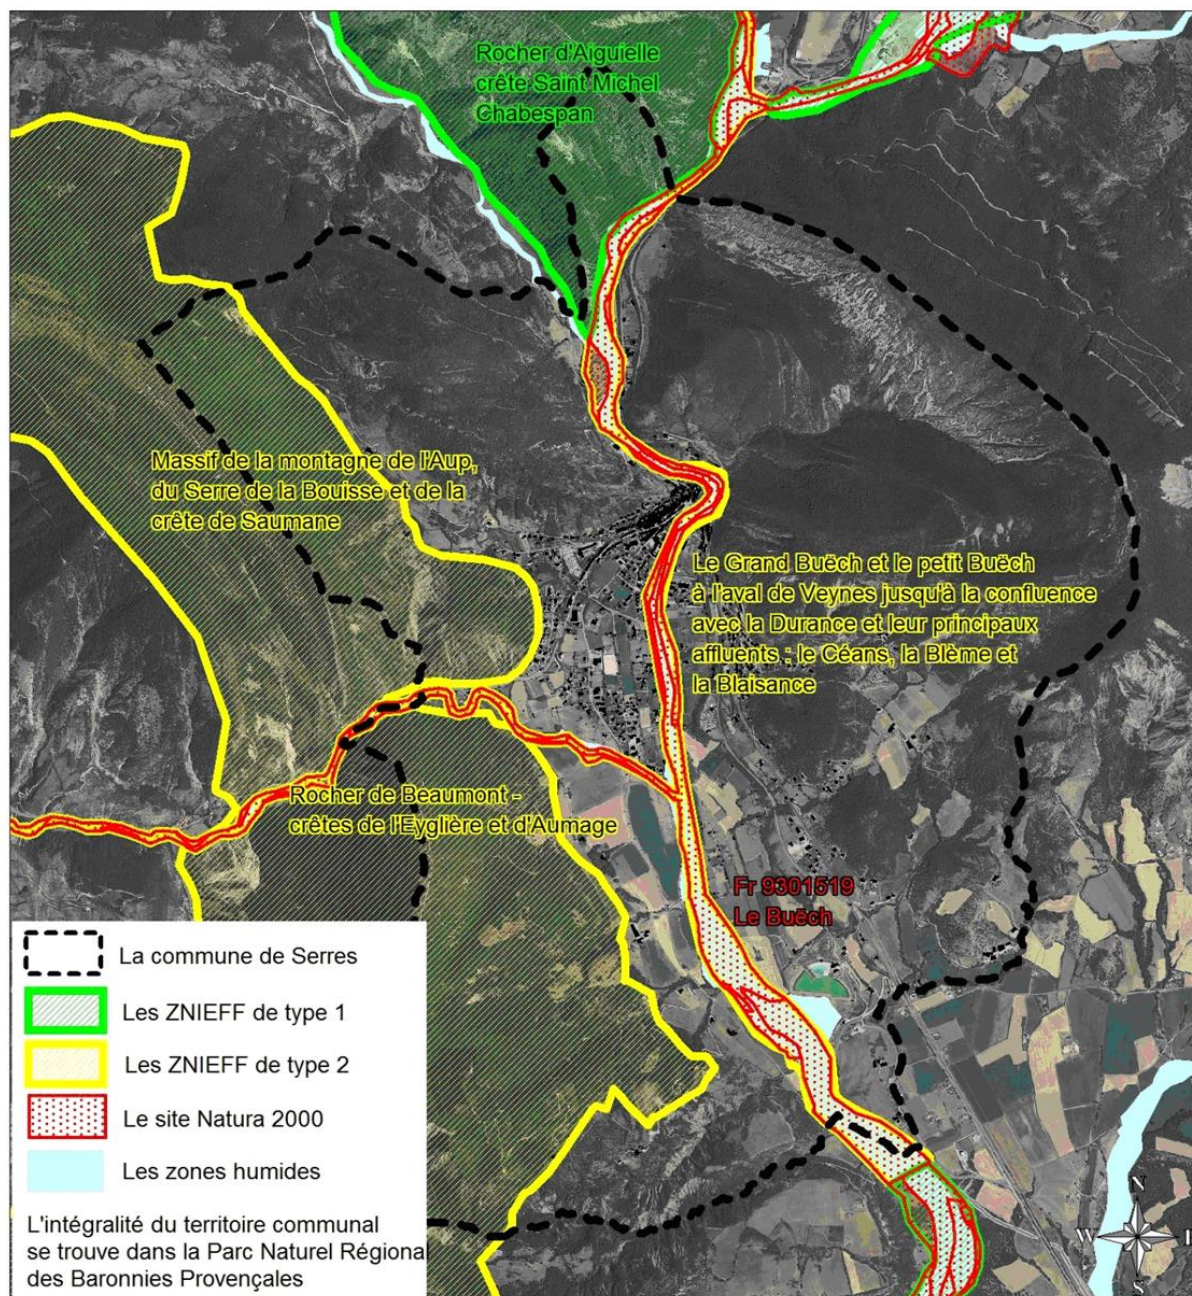 Rocher d'Aiguielle
crête Saint Michel
Chabespan
Massif de la montagne de l'Aup,
du Serre de la Bouisse et de la
crête de Saumane
Le Grand Buëch et le petit Buëch
à l'aval de Veynes jusqu'à la confluence
avec la Durance et leur principaux
affluents : le Céans, la Blème et
la Blaisance
Rocher de Beaumont -
crêtes de l'Eyglière et d'Aumage
Fr 9301519
Le Buëch
La commune de Serres
Les ZNIEFF de type 1
Les ZNIEFF de type 2
Le site Natura 2000
Les zones humides
L'intégralité du territoire communal
se trouve dans la Parc Naturel Régional
des Baronnies Provençales
N
W
E
S